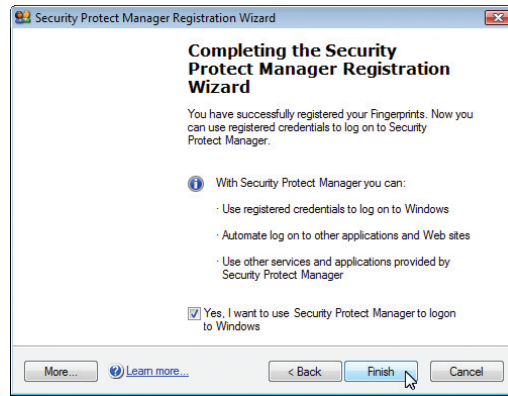 Security Protect Manager Registration Wizard
Completing the Security
Protect Manager Registration
Wizard
You have successfully registered your Fingerprints. Now you
can use registered credentials to log on to Security
Protect Manager.
With Security Protect Manager you can:
· Use registered credentials to log on to Windows
· Automate log on to other applications and Web sites
· Use other services and applications provided by
Security Protect Manager
Yes, I want to use Security Protect Manager to logon
to Windows
More... Learn more... < Back Finish Cancel